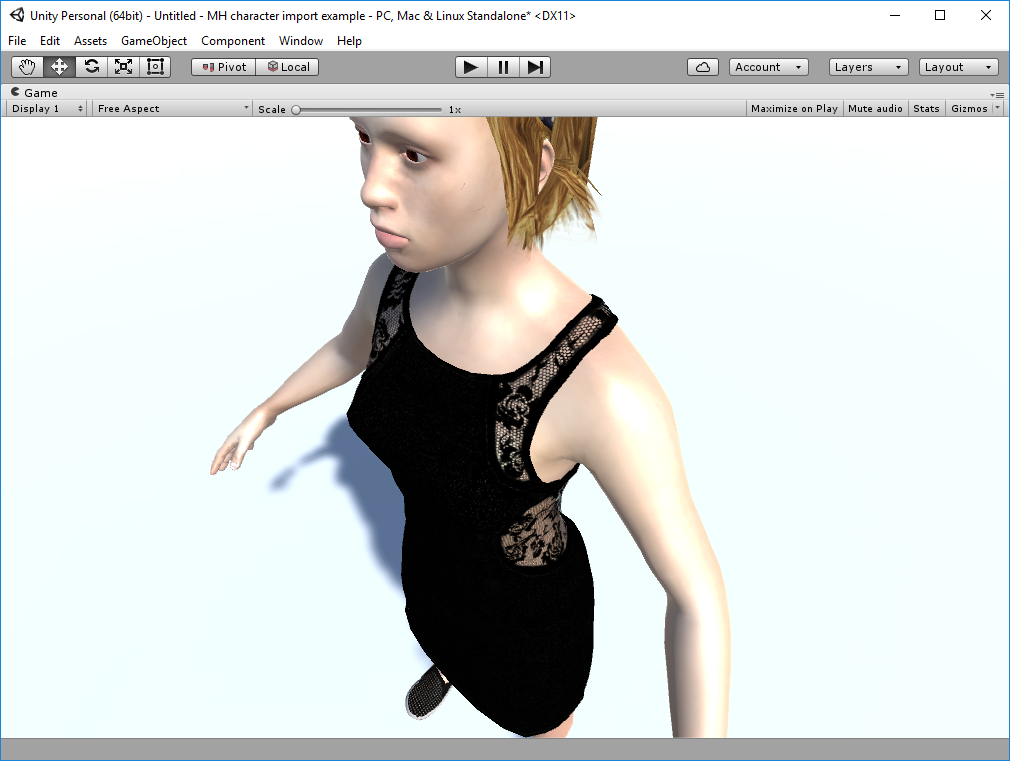 Unity Personal (64bit) - Untitled - MH character import example - PC, Mac & Linux Standalone* <DX11>
File Edit Assets GameObject Component Window Help
Pivot Local Account Layers Layout
Game
Display 1 Free Aspect Scale 1x Maximize on Play Mute audio Stats Gizmos